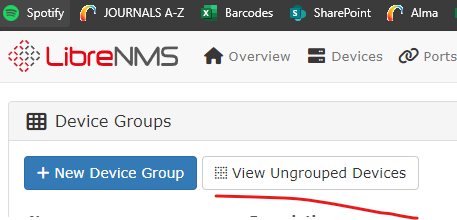 Spotify JOURNALS A-Z Barcodes SharePoint Alma
LibreNMS Overview Devices Ports
Device Groups
+ New Device Group View Ungrouped Devices